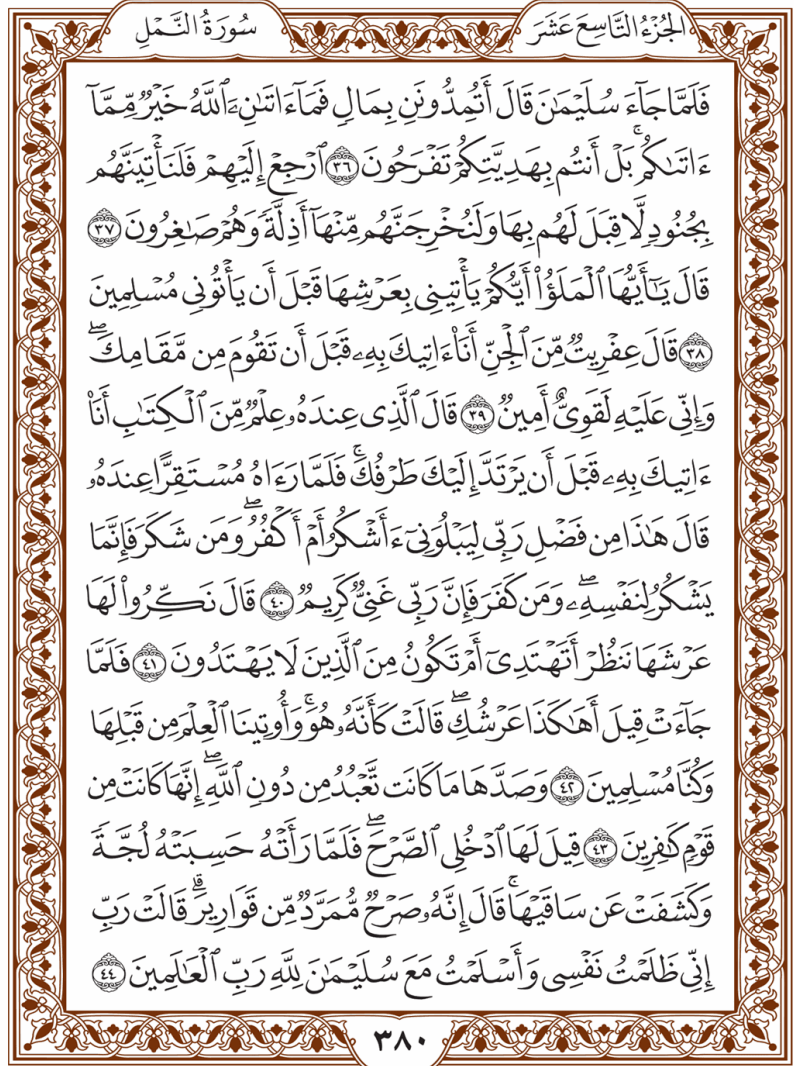 الجُزْءُ التَّاسِعَ عَشَرَ
سُورَةُ النَّمْلِ
فَلَمَّا جَآءَ سُلَيْمَٰنَ قَالَ أَتُمِدُّونَنِ بِمَالٍ فَمَآ ءَاتَىٰنِۦَ ٱللَّهُ خَيْرٌ مِّمَّآ
ءَاتَىٰكُمۚ بَلْ أَنتُم بِهَدِيَّتِكُمْ تَفْرَحُونَ ٣٦ ٱرْجِعْ إِلَيْهِمْ فَلَنَأْتِيَنَّهُم
بِجُنُودٍ لَّا قِبَلَ لَهُم بِهَا وَلَنُخْرِجَنَّهُم مِّنْهَآ أَذِلَّةً وَهُمْ صَٰغِرُونَ ٣٧
قَالَ يَٰٓأَيُّهَا ٱلْمَلَؤُا۟ أَيُّكُمْ يَأْتِينِى بِعَرْشِهَا قَبْلَ أَن يَأْتُونِى مُسْلِمِينَ
٣٨ قَالَ عِفْرِيتٌ مِّنَ ٱلْجِنِّ أَنَا۠ ءَاتِيكَ بِهِۦ قَبْلَ أَن تَقُومَ مِن مَّقَامِكَۖ
وَإِنِّى عَلَيْهِ لَقَوِىٌّ أَمِينٌ ٣٩ قَالَ ٱلَّذِى عِندَهُۥ عِلْمٌ مِّنَ ٱلْكِتَٰبِ أَنَا۠
ءَاتِيكَ بِهِۦ قَبْلَ أَن يَرْتَدَّ إِلَيْكَ طَرْفُكَۚ فَلَمَّا رَءَاهُ مُسْتَقِرًّا عِندَهُۥ
قَالَ هَٰذَا مِن فَضْلِ رَبِّى لِيَبْلُوَنِىٓ ءَأَشْكُرُ أَمْ أَكْفُرُۖ وَمَن شَكَرَ فَإِنَّمَا
يَشْكُرُ لِنَفْسِهِۦۖ وَمَن كَفَرَ فَإِنَّ رَبِّى غَنِىٌّ كَرِيمٌ ٤٠ قَالَ نَكِّرُوا۟ لَهَا
عَرْشَهَا نَنظُرْ أَتَهْتَدِىٓ أَمْ تَكُونُ مِنَ ٱلَّذِينَ لَا يَهْتَدُونَ ٤١ فَلَمَّا
جَآءَتْ قِيلَ أَهَٰكَذَا عَرْشُكِۖ قَالَتْ كَأَنَّهُۥ هُوَۚ وَأُوتِينَا ٱلْعِلْمَ مِن قَبْلِهَا
وَكُنَّا مُسْلِمِينَ ٤٢ وَصَدَّهَا مَا كَانَت تَّعْبُدُ مِن دُونِ ٱللَّهِۖ إِنَّهَا كَانَتْ مِن
قَوْمٍ كَٰفِرِينَ ٤٣ قِيلَ لَهَا ٱدْخُلِى ٱلصَّرْحَۖ فَلَمَّا رَأَتْهُ حَسِبَتْهُ لُجَّةً
وَكَشَفَتْ عَن سَاقَيْهَاۚ قَالَ إِنَّهُۥ صَرْحٌ مُّمَرَّدٌ مِّن قَوَارِيرَۗ قَالَتْ رَبِّ
إِنِّى ظَلَمْتُ نَفْسِى وَأَسْلَمْتُ مَعَ سُلَيْمَٰنَ لِلَّهِ رَبِّ ٱلْعَٰلَمِينَ ٤٤
٣٨٠